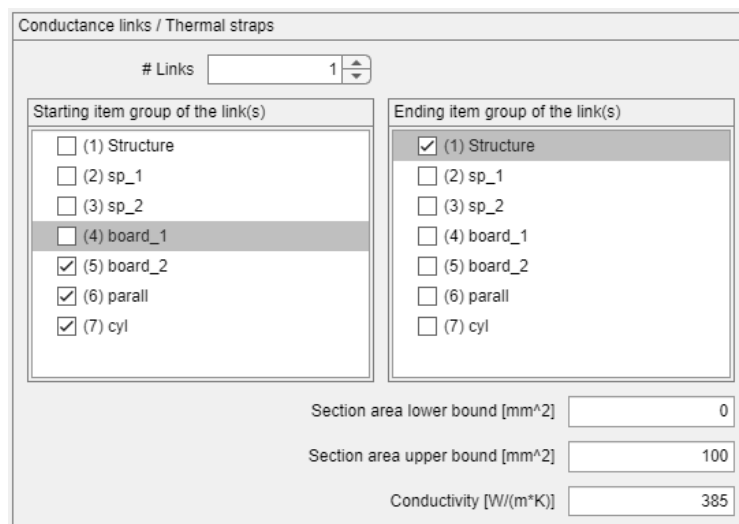 Conductance links / Thermal straps
# Links 1
Starting item group of the link(s)
(1) Structure
(2) sp_1
(3) sp_2
(4) board_1
(5) board_2
(6) parall
(7) cyl
Ending item group of the link(s)
(1) Structure
(2) sp_1
(3) sp_2
(4) board_1
(5) board_2
(6) parall
(7) cyl
Section area lower bound [mm^2] 0
Section area upper bound [mm^2] 100
Conductivity [W/(m*K)] 385